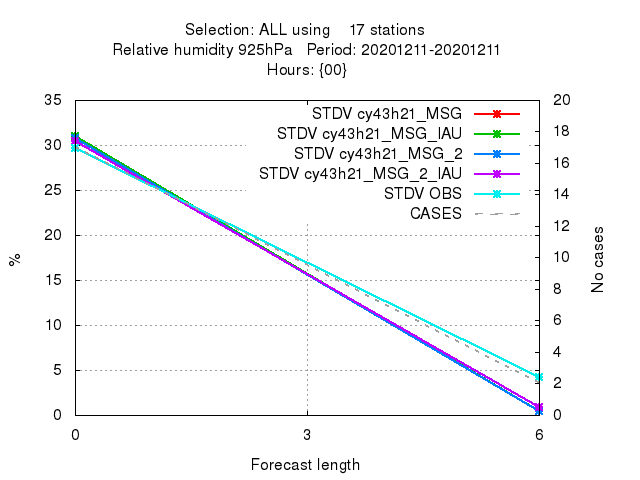 Selection: ALL using    17 stations
Relative humidity 925hPa   Period: 20201211-20201211
Hours: {00}
STDV cy43h21_MSG
STDV cy43h21_MSG_IAU
STDV cy43h21_MSG_2
STDV cy43h21_MSG_2_IAU
STDV OBS
CASES
%
35
30
25
20
15
10
5
0
No cases
20
18
16
14
12
10
8
6
4
2
0
0 3 6
Forecast length